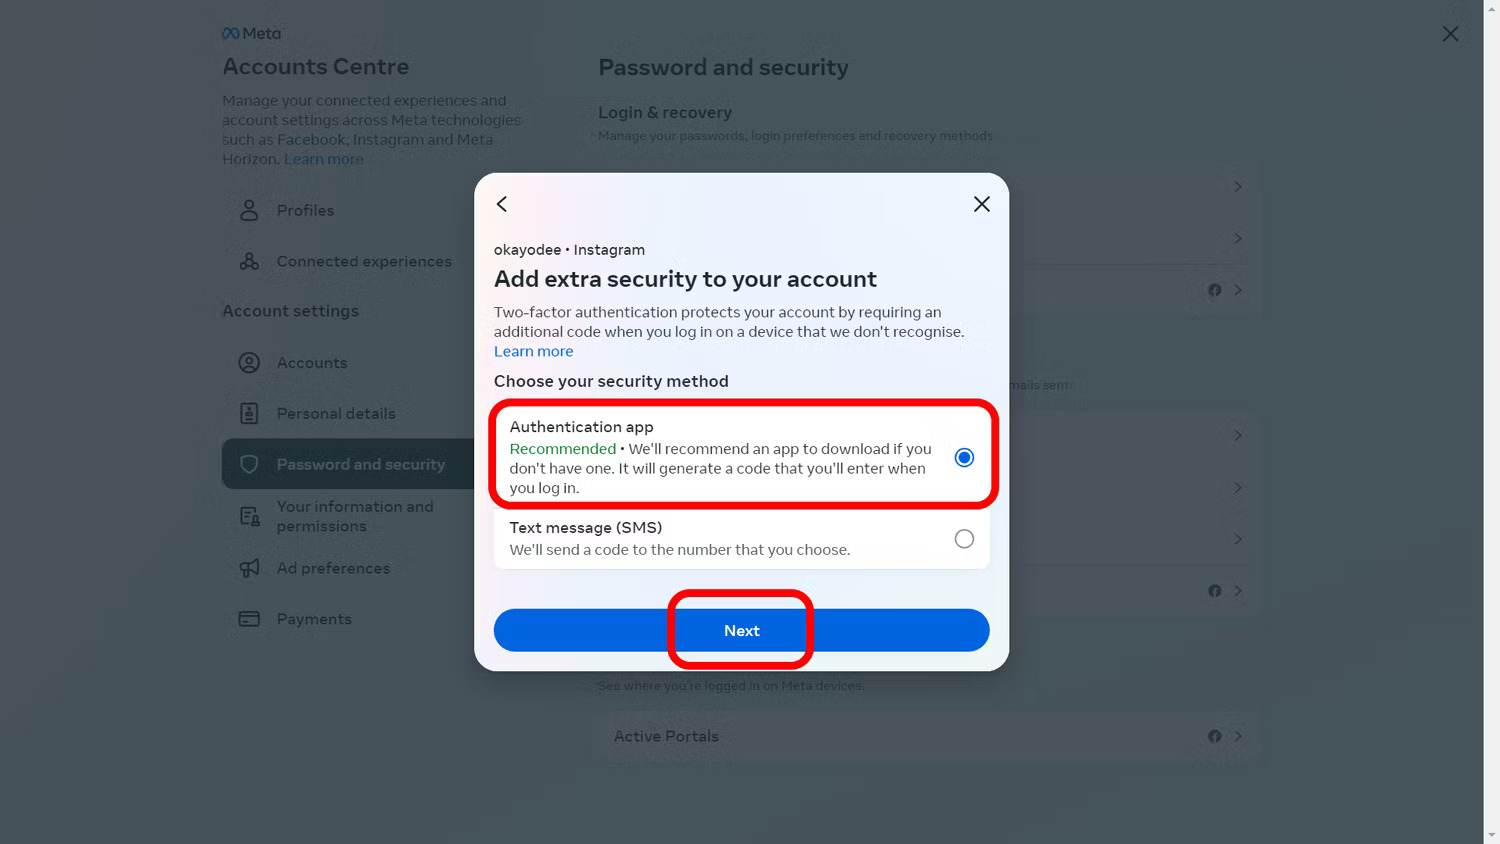 Meta
Accounts Centre
Manage your connected experiences and
account settings across Meta technologies
such as Facebook, Instagram and Meta
Horizon. Learn more
Profiles
Connected experiences
Account settings
Accounts
Personal details
Password and security
Your information and
permissions
Ad preferences
Payments
Password and security
Login & recovery
Manage your passwords, login preferences and recovery methods.
okayodee • Instagram
Add extra security to your account
Two-factor authentication protects your account by requiring an
additional code when you log in on a device that we don't recognise.
Learn more
Choose your security method
Authentication app
Recommended • We'll recommend an app to download if you
don't have one. It will generate a code that you'll enter when
you log in.
Text message (SMS)
We'll send a code to the number that you choose.
Next
sent
See where you're logged in on Meta devices.
Active Portals